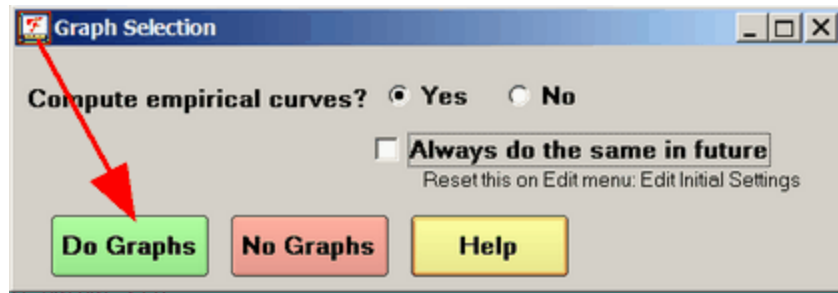 Graph Selection
Compute empirical curves? Yes No
Always do the same in future
Reset this on Edit menu: Edit Initial Settings
Do Graphs No Graphs Help